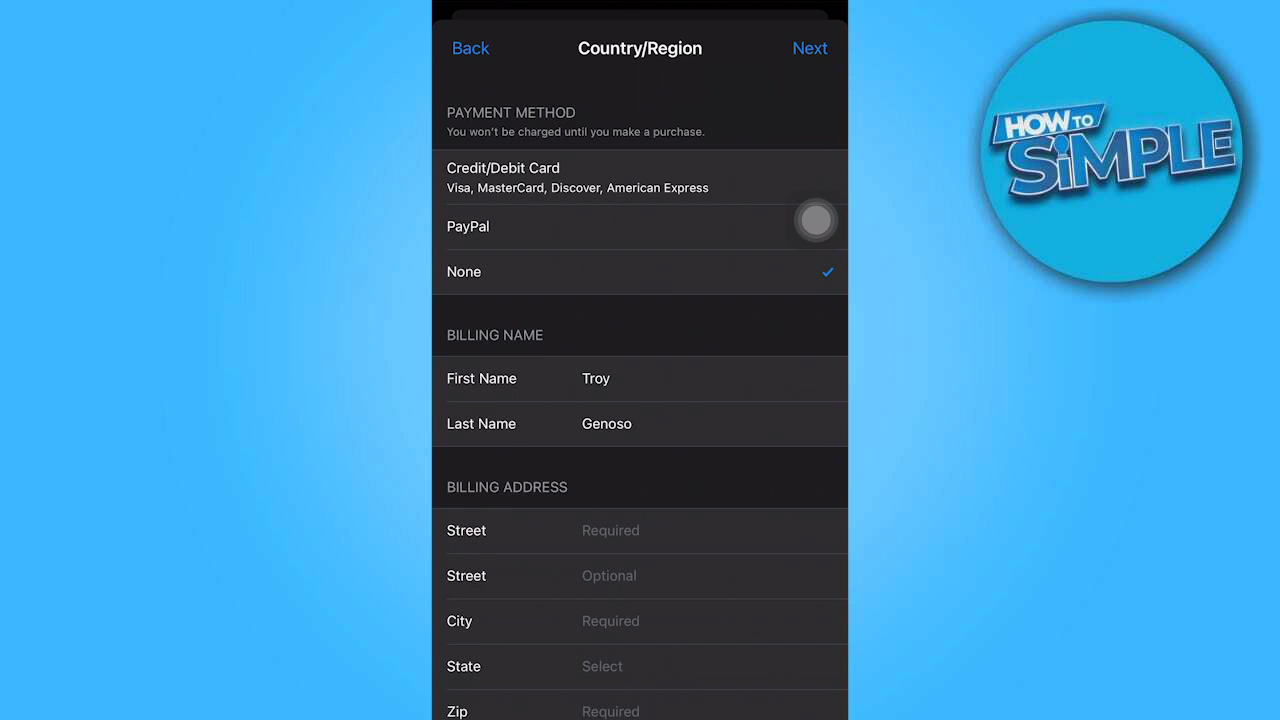 Back Country/Region Next
PAYMENT METHOD
You won't be charged until you make a purchase.
Credit/Debit Card
Visa, MasterCard, Discover, American Express
PayPal
None
BILLING NAME
First Name Troy
Last Name Genoso
BILLING ADDRESS
Street Required
Street Optional
City Required
State Select
Zip Required
HOW TO
SiMPLE